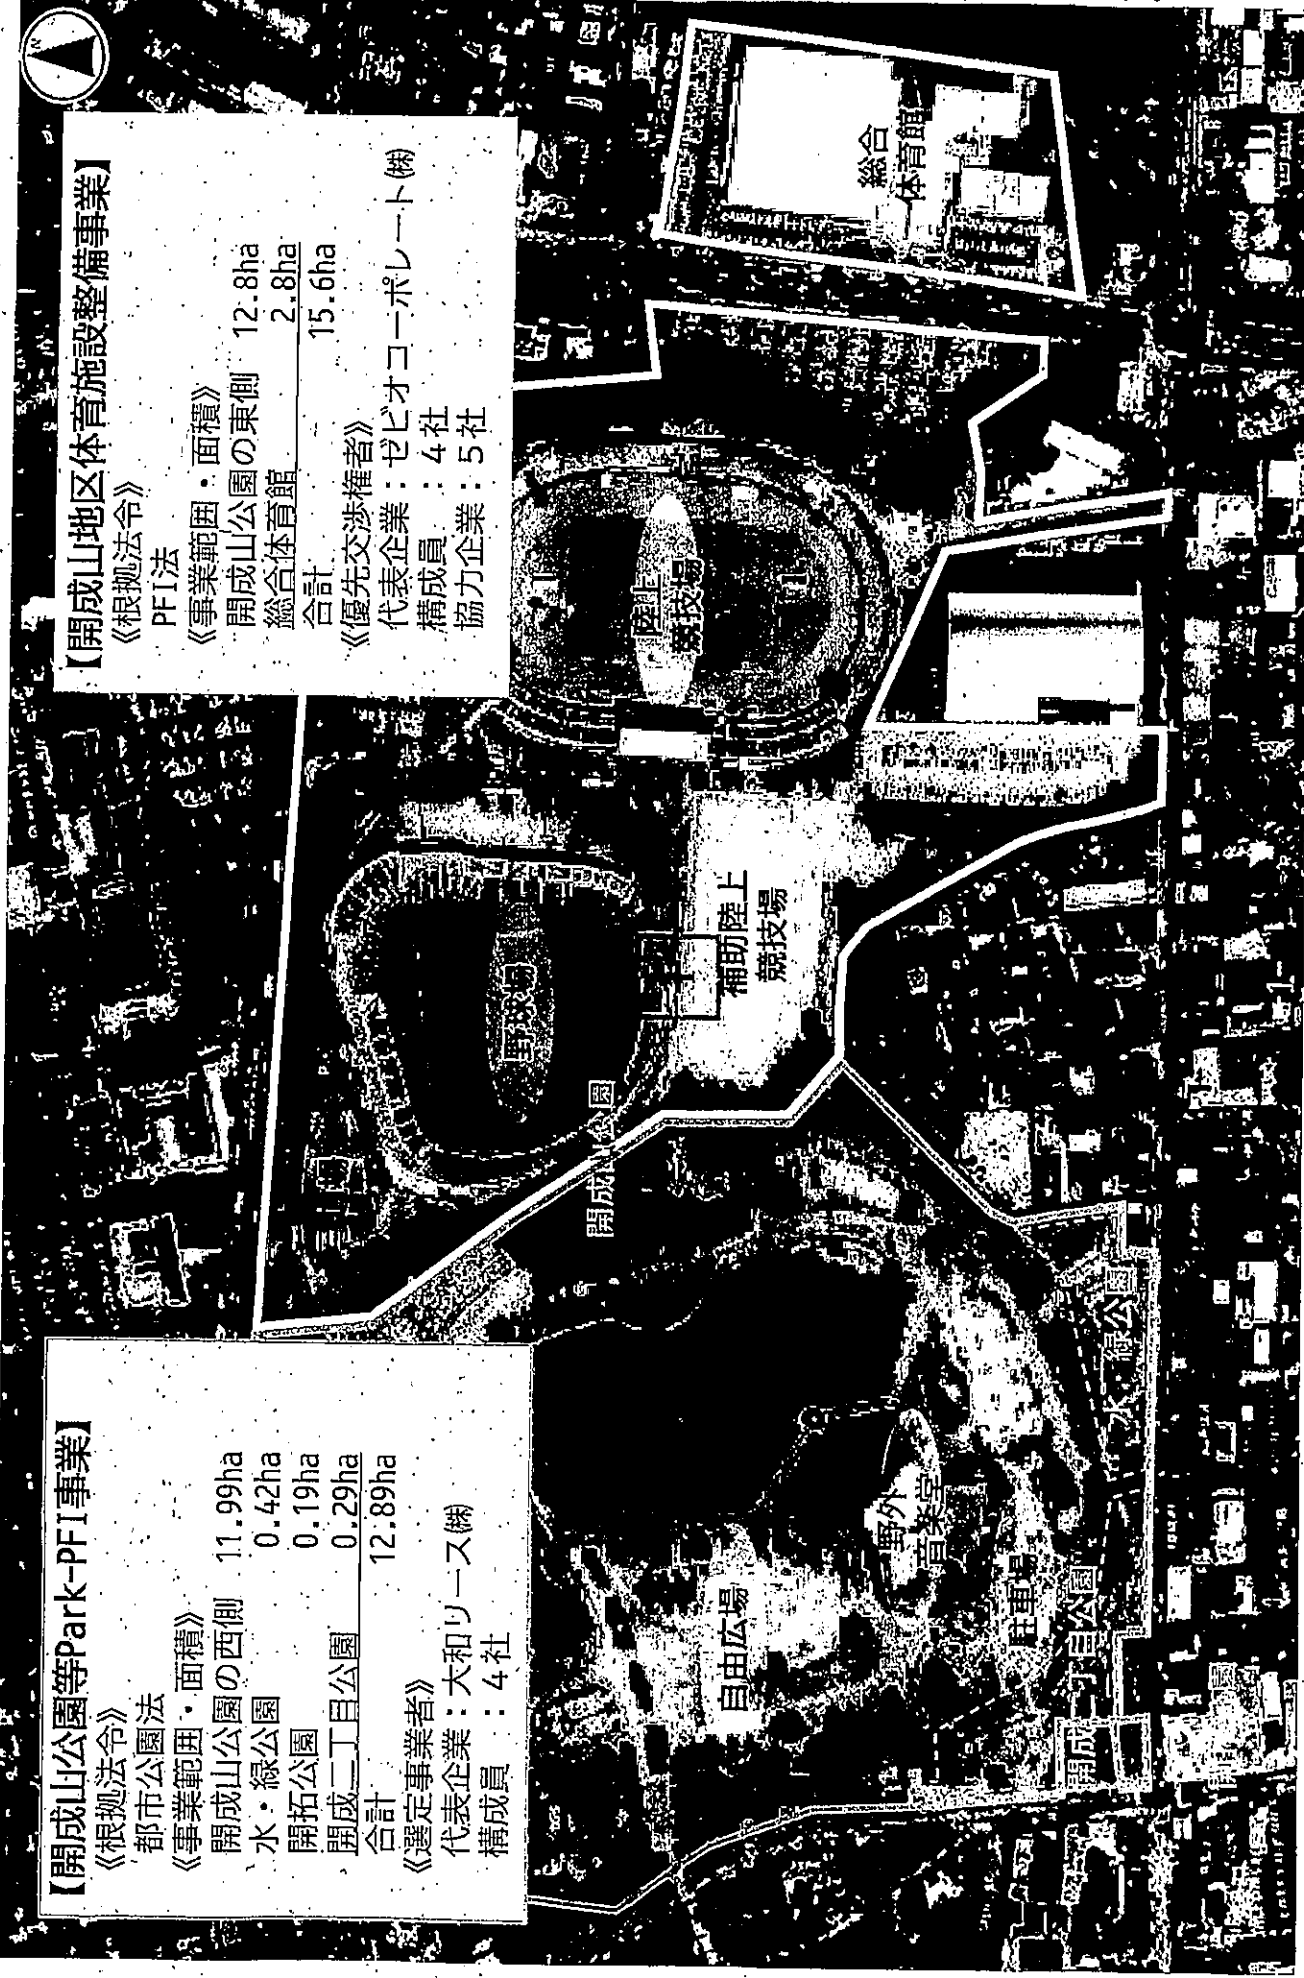 【開成山公園等Park-PFI事業】
《根拠法令》
都市公園法
《事業範囲・面積》
開成山公園の西側 11.99ha
水・緑公園 0.42ha
開拓公園 0.19ha
開成二丁目公園 0.29ha
合計 12.89ha
《選定事業者》
代表企業：大和リース㈱
構成員：4社
【開成山地区体育施設整備事業】
《根拠法令》
PFI法
《事業範囲・面積》
開成山公園の東側 12.8ha
総合体育館 2.8ha
合計 15.6ha
《優先交渉権者》
代表企業：ゼビオコーポレート㈱
構成員：4社
協力企業：5社
N
野球場
開成山公園
陸上
競技場
補助陸上
競技場
総合
体育館
自由広場
野外
音楽堂
駐車場
水・緑公園
開成二丁目公園